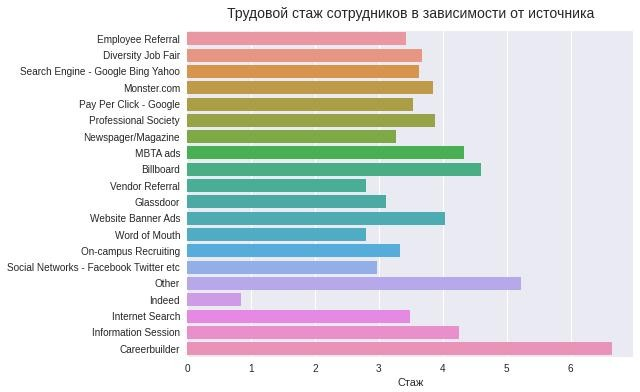 Трудовой стаж сотрудников в зависимости от источника
Employee Referral
Diversity Job Fair
Search Engine - Google Bing Yahoo
Monster.com
Pay Per Click - Google
Professional Society
Newspager/Magazine
MBTA ads
Billboard
Vendor Referral
Glassdoor
Website Banner Ads
Word of Mouth
On-campus Recruiting
Social Networks - Facebook Twitter etc
Other
Indeed
Internet Search
Information Session
Careerbuilder
0 1 2 3 4 5 6
Стаж